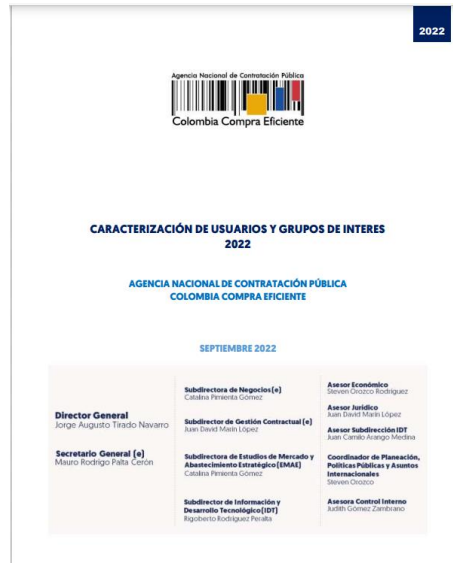 2022
Agencia Nacional de Contratación Pública
Colombia Compra Eficiente
CARACTERIZACIÓN DE USUARIOS Y GRUPOS DE INTERES
2022
AGENCIA NACIONAL DE CONTRATACIÓN PÚBLICA
COLOMBIA COMPRA EFICIENTE
SEPTIEMBRE 2022
Director General
Jorge Augusto Tirado Navarro
Secretario General (e)
Mauro Rodrigo Palta Cerón
Subdirectora de Negocios(e)
Catalina Pimienta Gómez
Subdirector de Gestión Contractual (e)
Juan David Marín López
Subdirectora de Estudios de Mercado y
Abastecimiento Estratégico(EMAE)
Catalina Pimienta Gómez
Subdirector de Información y
Desarrollo Tecnológico(IDT)
Rigoberto Rodríguez Peralta
Asesor Económico
Steven Orozco Rodríguez
Asesor Jurídico
Juan David Marín López
Asesor Subdirección IDT
Juan Camilo Arango Medina
Coordinador de Planeación,
Políticas Públicas y Asuntos
Internacionales
Steven Orozco
Asesora Control Interno
Judith Gómez Zambrano